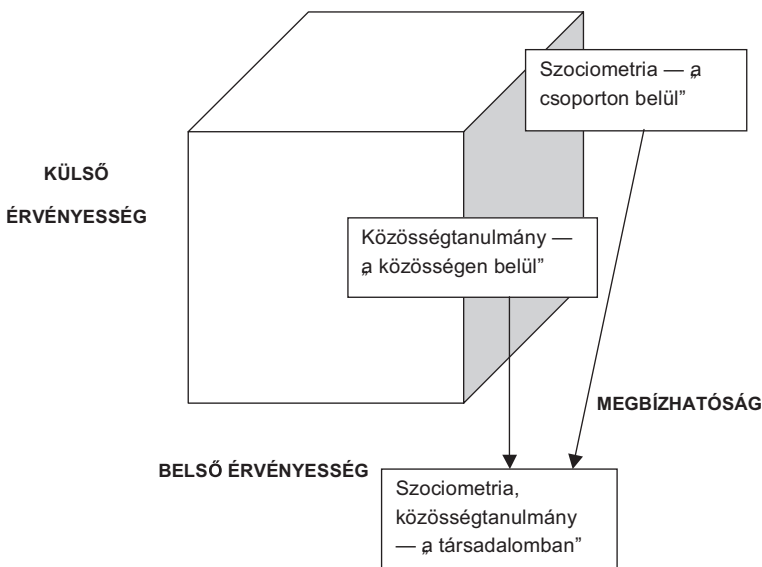 Szociometria — „a
csoporton belül”
KÜLSŐ
ÉRVÉNYESSÉG
Közösségtanulmány —
„a közösségen belül”
MEGBÍZHATÓSÁG
BELSŐ ÉRVÉNYESSÉG
Szociometria,
közösségtanulmány
— „a társadalomban”